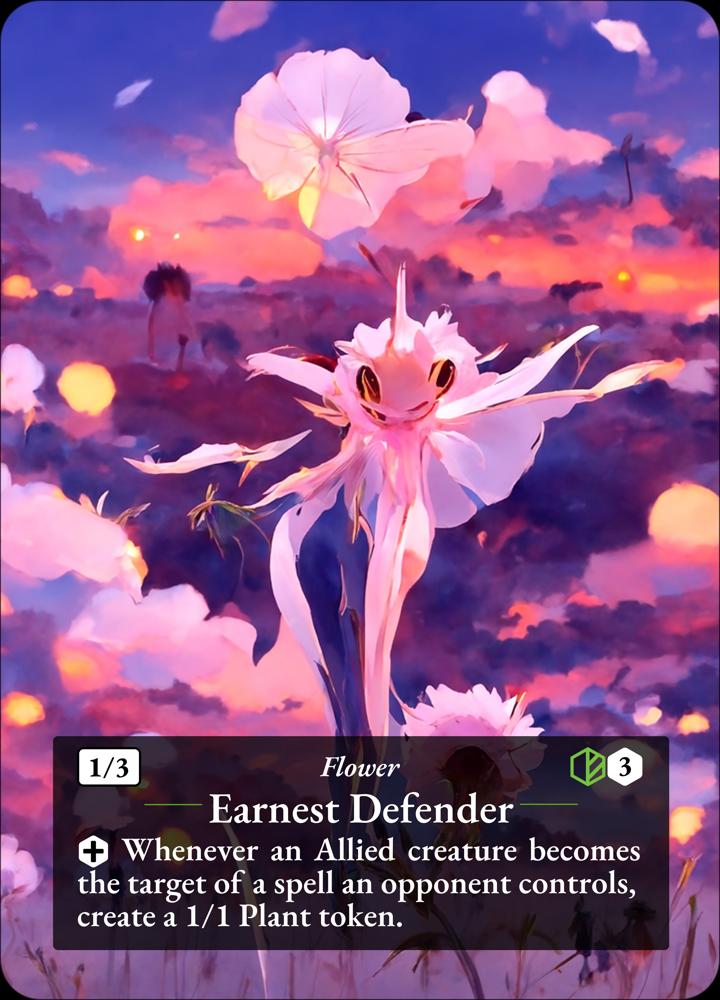 1/3 Flower 3
Earnest Defender
Whenever an Allied creature becomes
the target of a spell an opponent controls,
create a 1/1 Plant token.